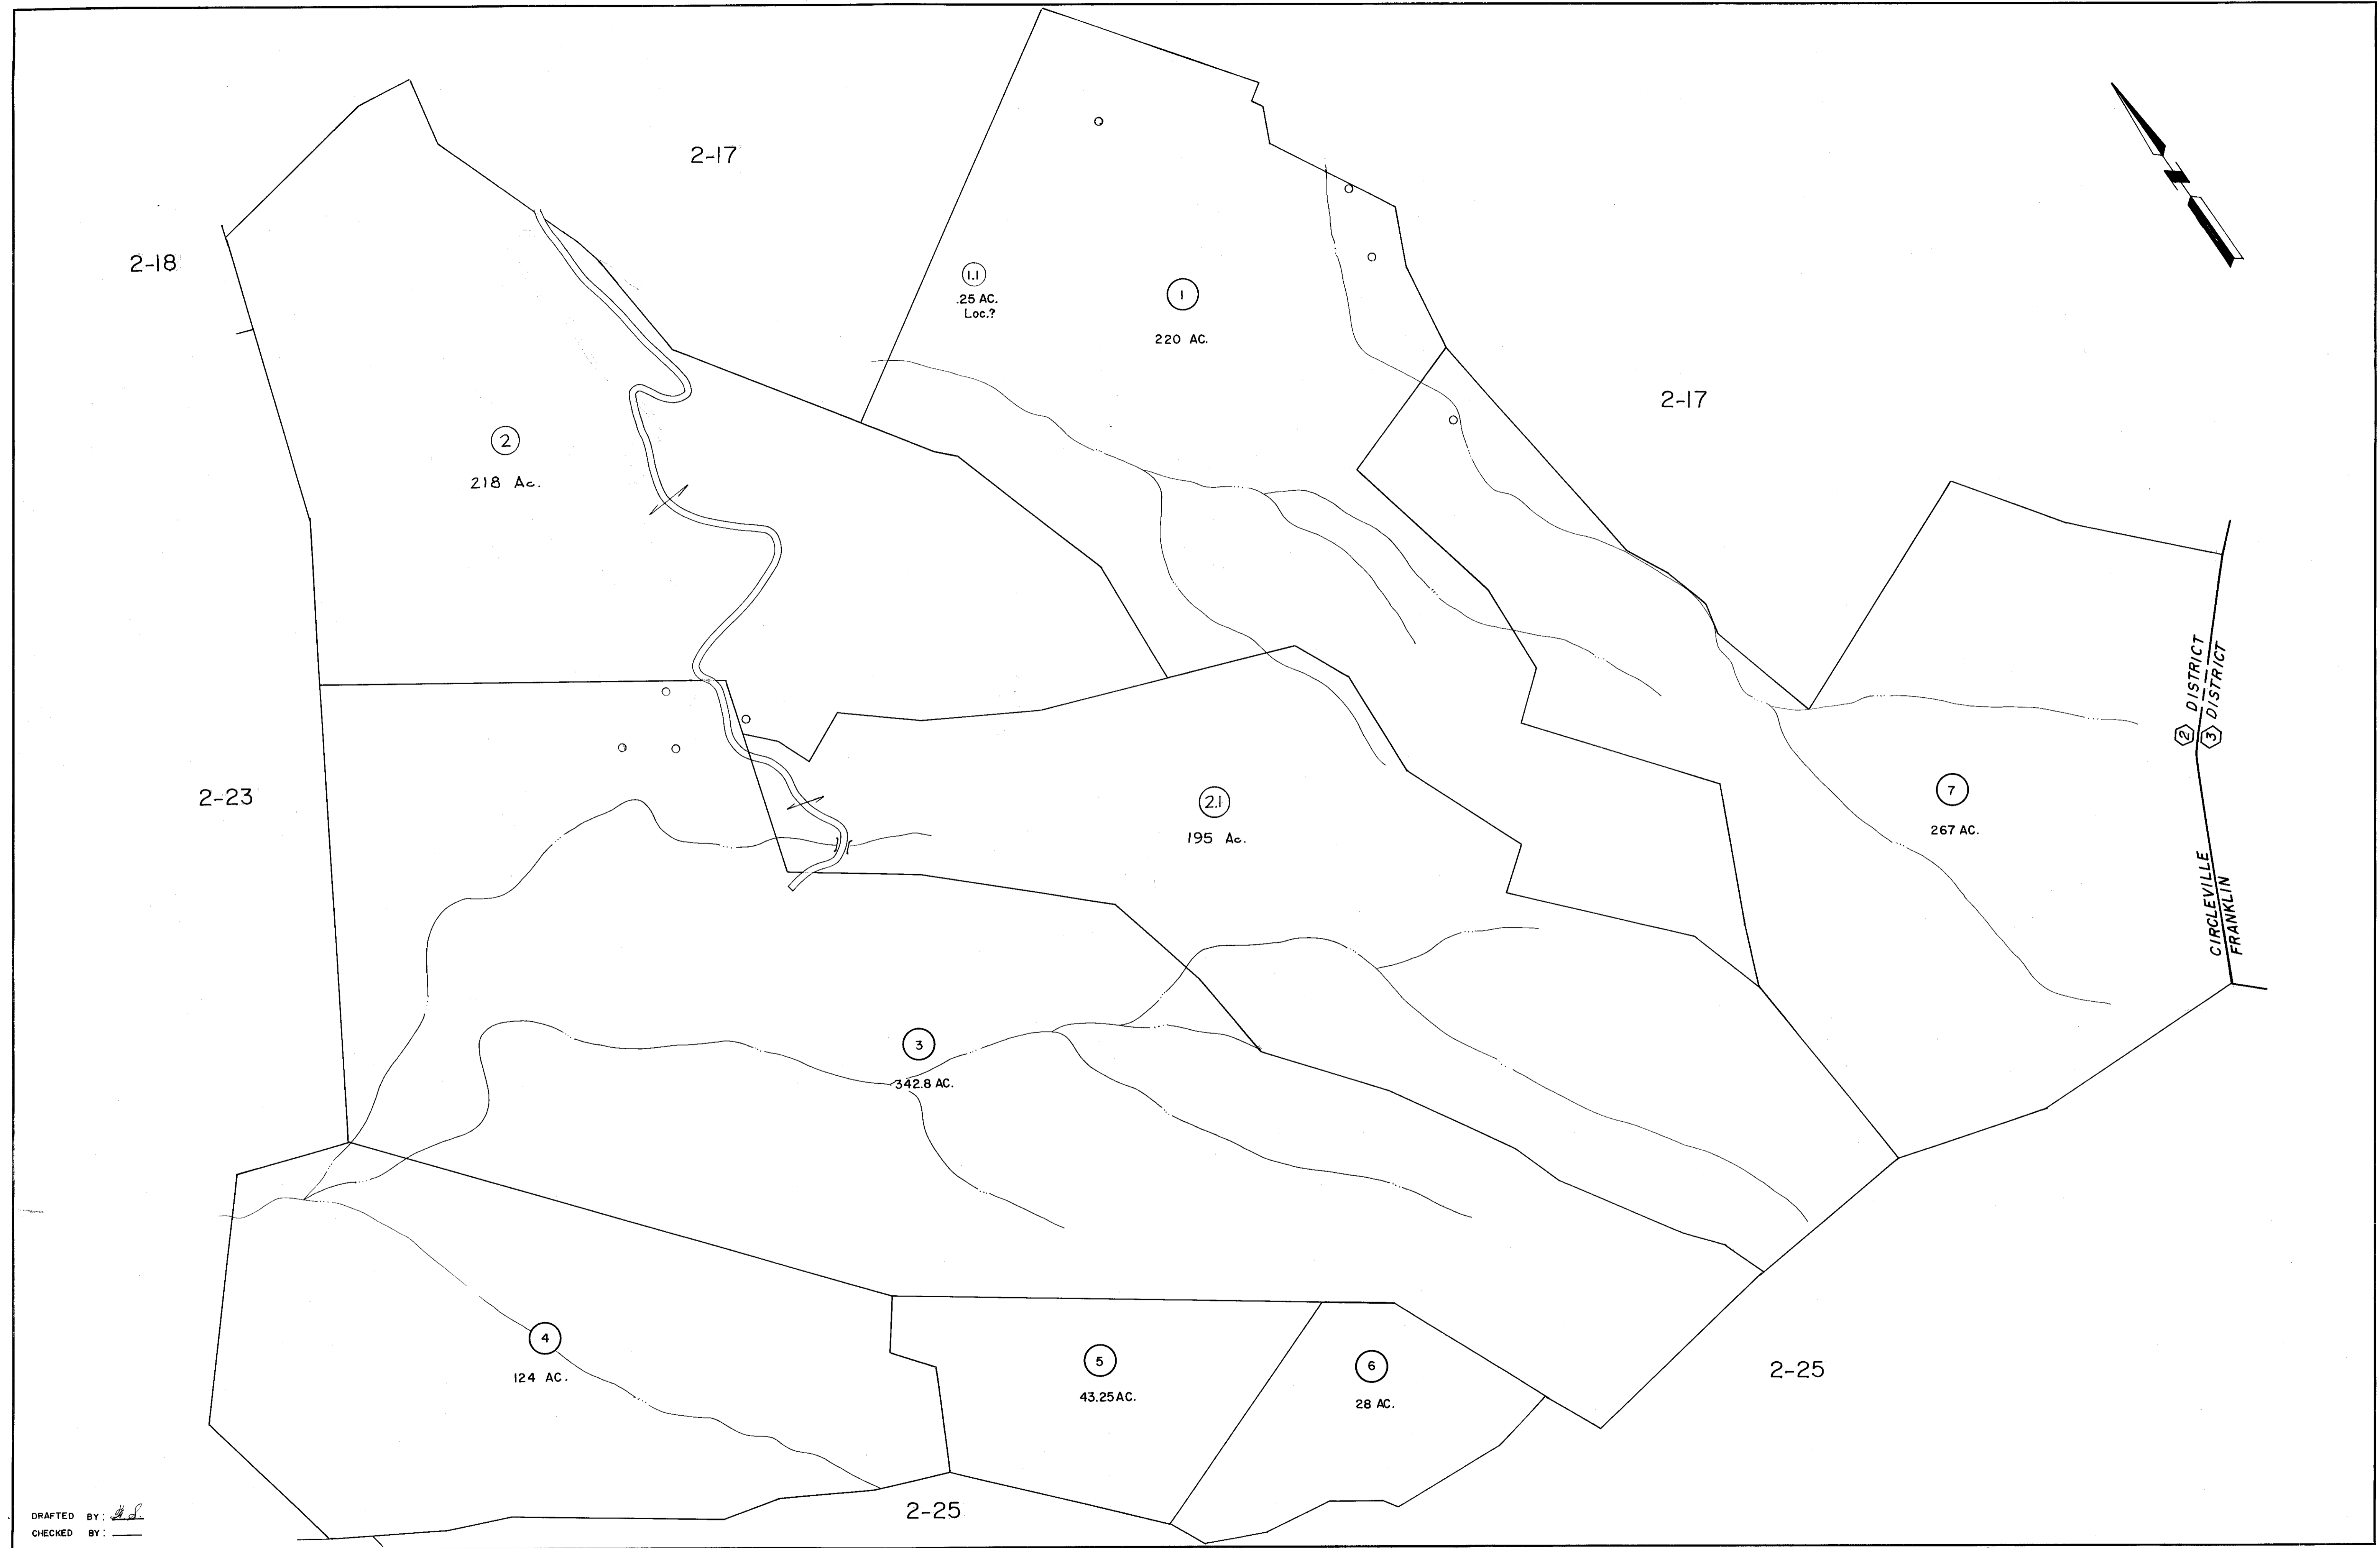 2-17
2-18
1.1
.25 AC.
Loc.?
1
220 AC.
2-17
2
218 Ac.
2 DISTRICT
3 DISTRICT
2-23
2.1
195 Ac.
7
267 AC.
CIRCLEVILLE
FRANKLIN
3
342.8 AC.
4
124 AC.
5
43.25 AC.
6
28 AC.
2-25
2-25
DRAFTED BY:
CHECKED BY: